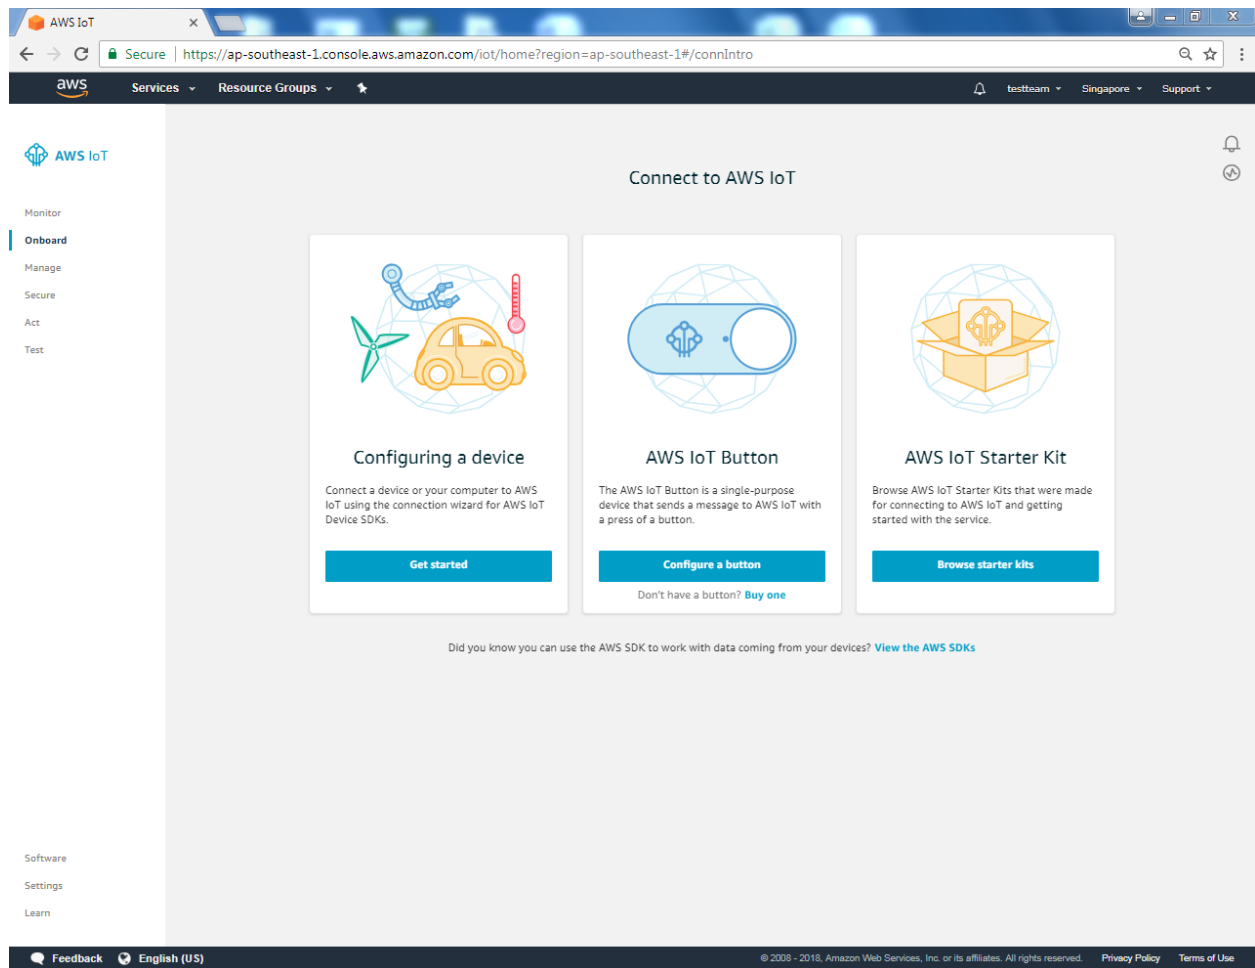 AWS IoT
Secure | https://ap-southeast-1.console.aws.amazon.com/iot/home?region=ap-southeast-1#/connIntro
aws Services Resource Groups testteam Singapore Support
AWS IoT
Monitor
Onboard
Manage
Secure
Act
Test
Software
Settings
Learn
Connect to AWS IoT
Configuring a device
Connect a device or your computer to AWS
IoT using the connection wizard for AWS IoT
Device SDKs.
Get started
AWS IoT Button
The AWS IoT Button is a single-purpose
device that sends a message to AWS IoT with
a press of a button.
Configure a button
Don't have a button? Buy one
AWS IoT Starter Kit
Browse AWS IoT Starter Kits that were made
for connecting to AWS IoT and getting
started with the service.
Browse starter kits
Did you know you can use the AWS SDK to work with data coming from your devices? View the AWS SDKs
Feedback English (US) © 2008 - 2018, Amazon Web Services, Inc. or its affiliates. All rights reserved. Privacy Policy Terms of Use